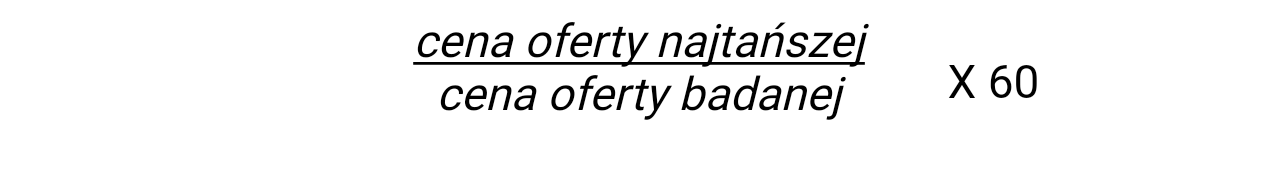 cena oferty najtańszej
cena oferty badanej X 60